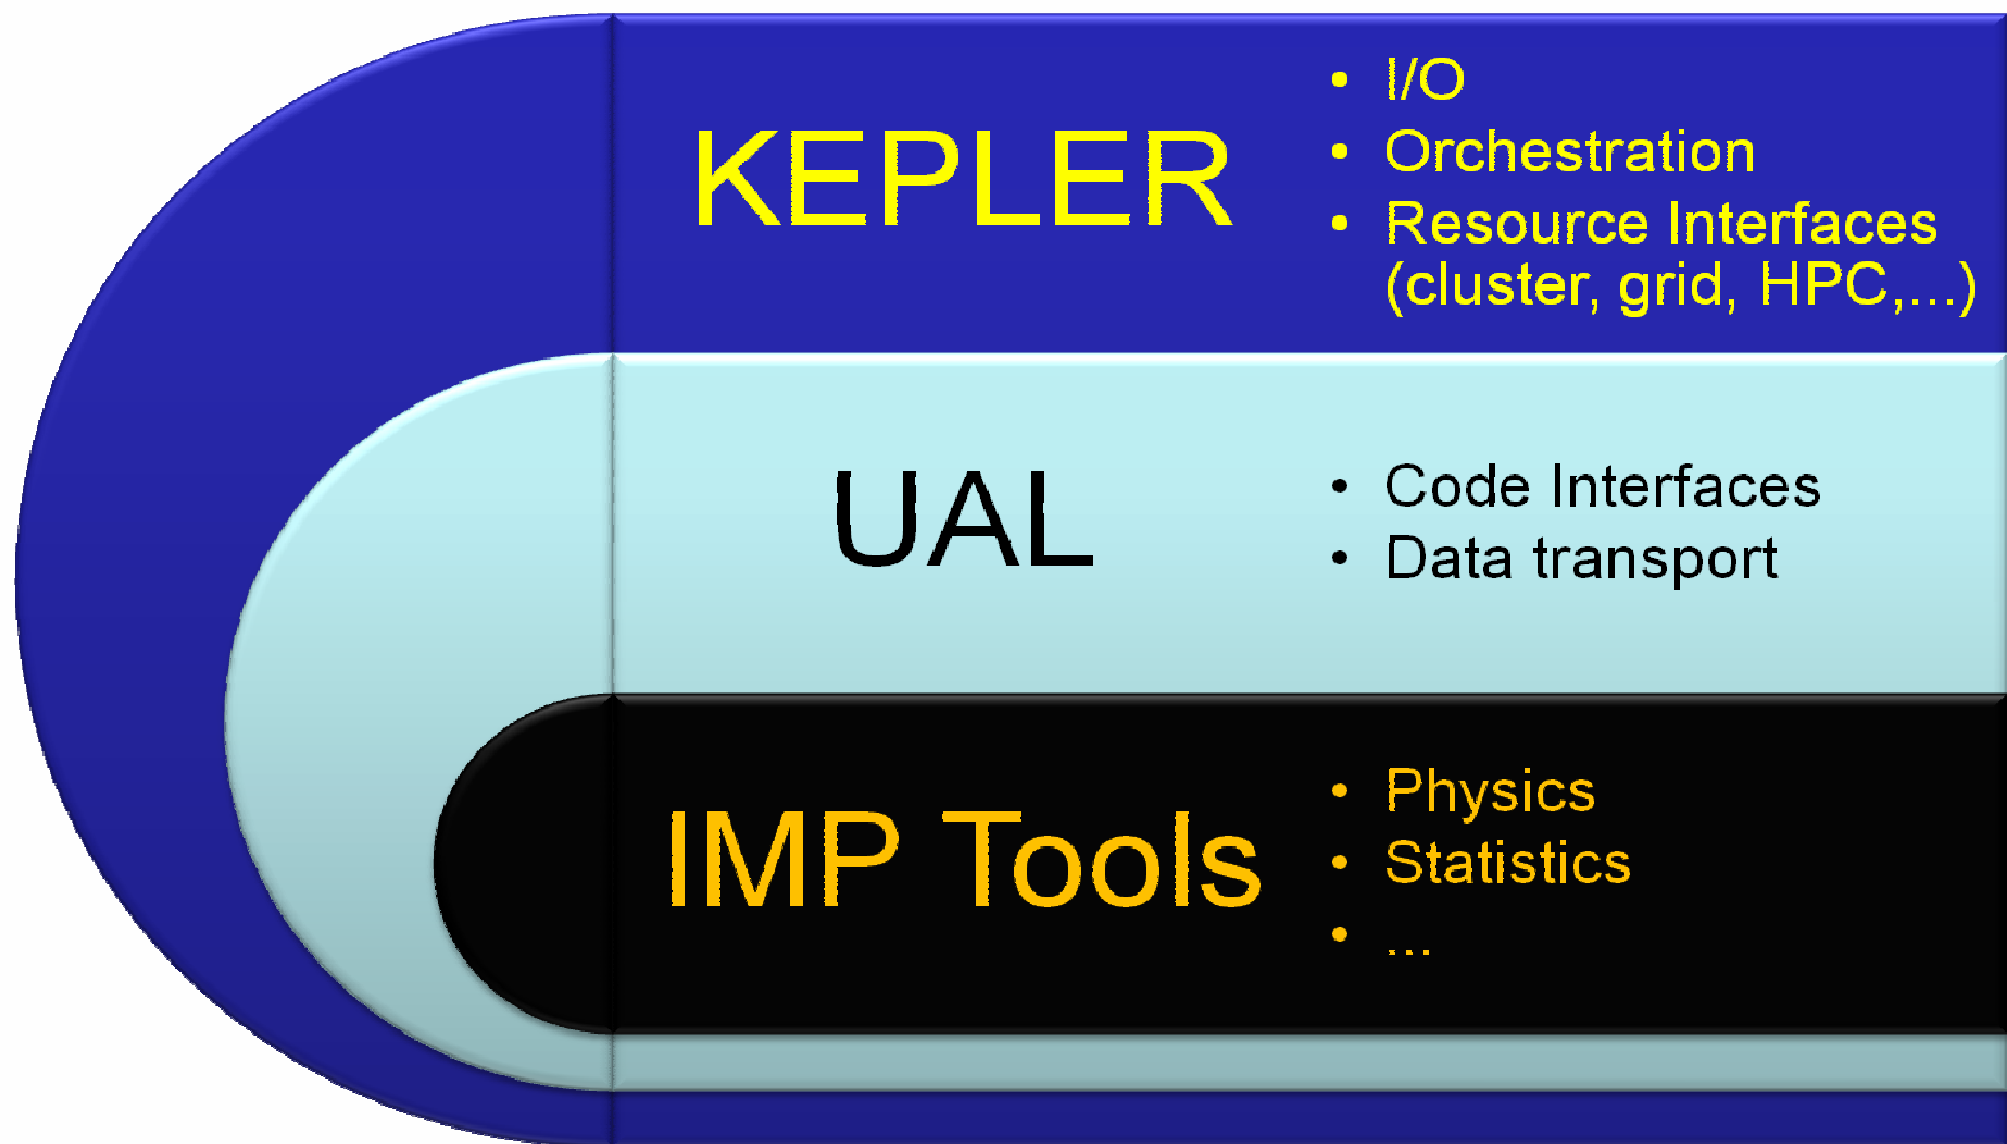 KEPLER
• I/O
• Orchestration
• Resource Interfaces
(cluster, grid, HPC,...)
UAL
• Code Interfaces
• Data transport
IMP Tools
• Physics
• Statistics
• ...